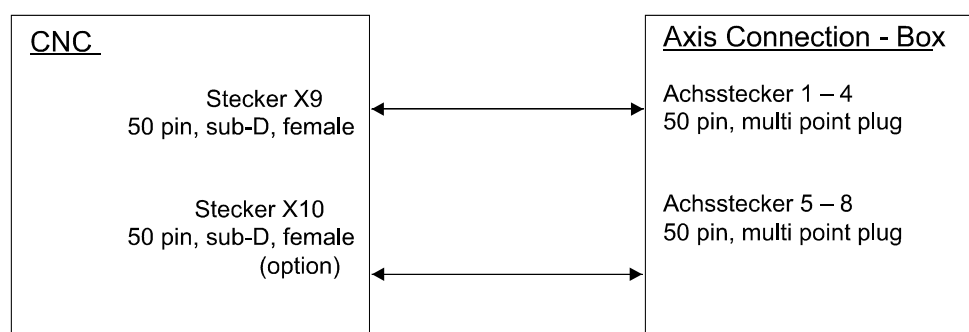 CNC
Stecker X9
50 pin, sub-D, female
Stecker X10
50 pin, sub-D, female
(option)
Axis Connection - Box
Achsstecker 1 – 4
50 pin, multi point plug
Achsstecker 5 – 8
50 pin, multi point plug